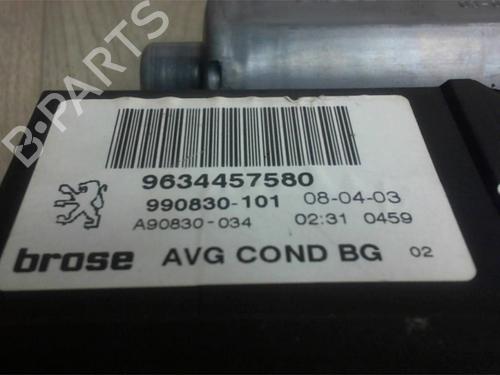 B-PARTS
9634457580
990830-101 08-04-03
A90830-034 02:31 0459
brose AVG COND BG 02